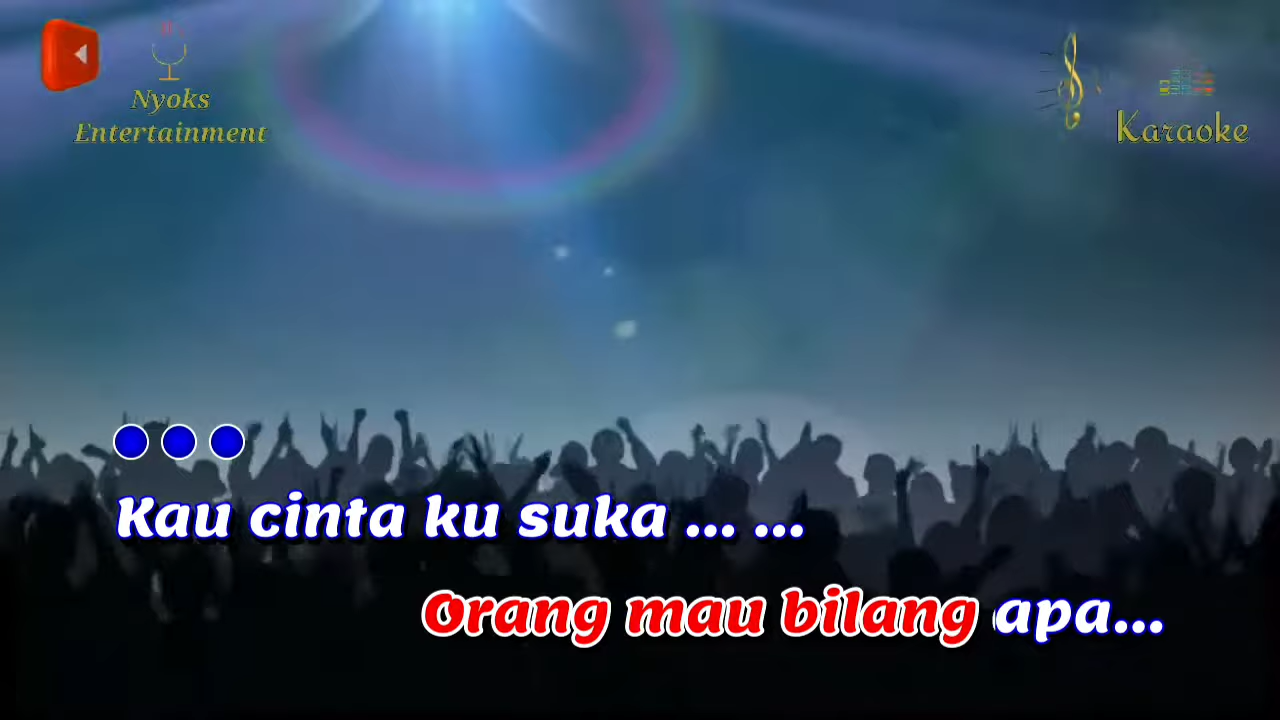 Nyoks
Entertainment
Karaoke
Kau cinta ku suka ... ...
Orang mau bilang apa...